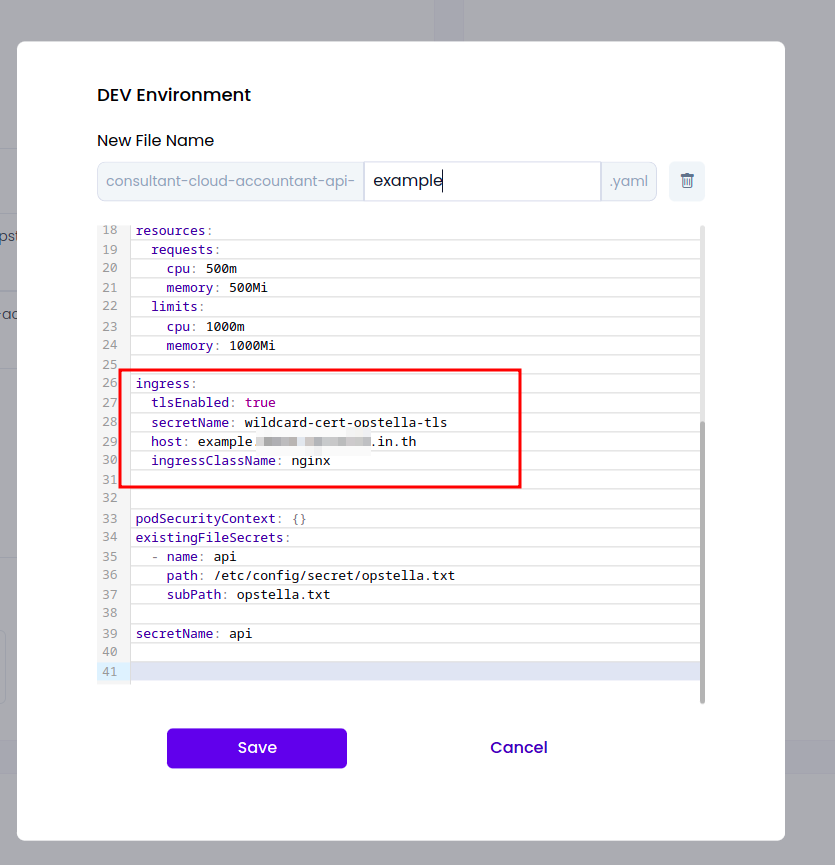 DEV Environment
New File Name
consultant-cloud-accountant-api- example .yaml
18 resources:
19 requests:
20 cpu: 500m
21 memory: 500Mi
22 limits:
23 cpu: 1000m
24 memory: 1000Mi
25
26 ingress:
27 tlsEnabled: true
28 secretName: wildcard-cert-opstella-tls
29 host: example .in.th
30 ingressClassName: nginx
31
32
33 podSecurityContext: {}
34 existingFileSecrets:
35 - name: api
36 path: /etc/config/secret/opstella.txt
37 subPath: opstella.txt
38
39 secretName: api
40
41
Save Cancel